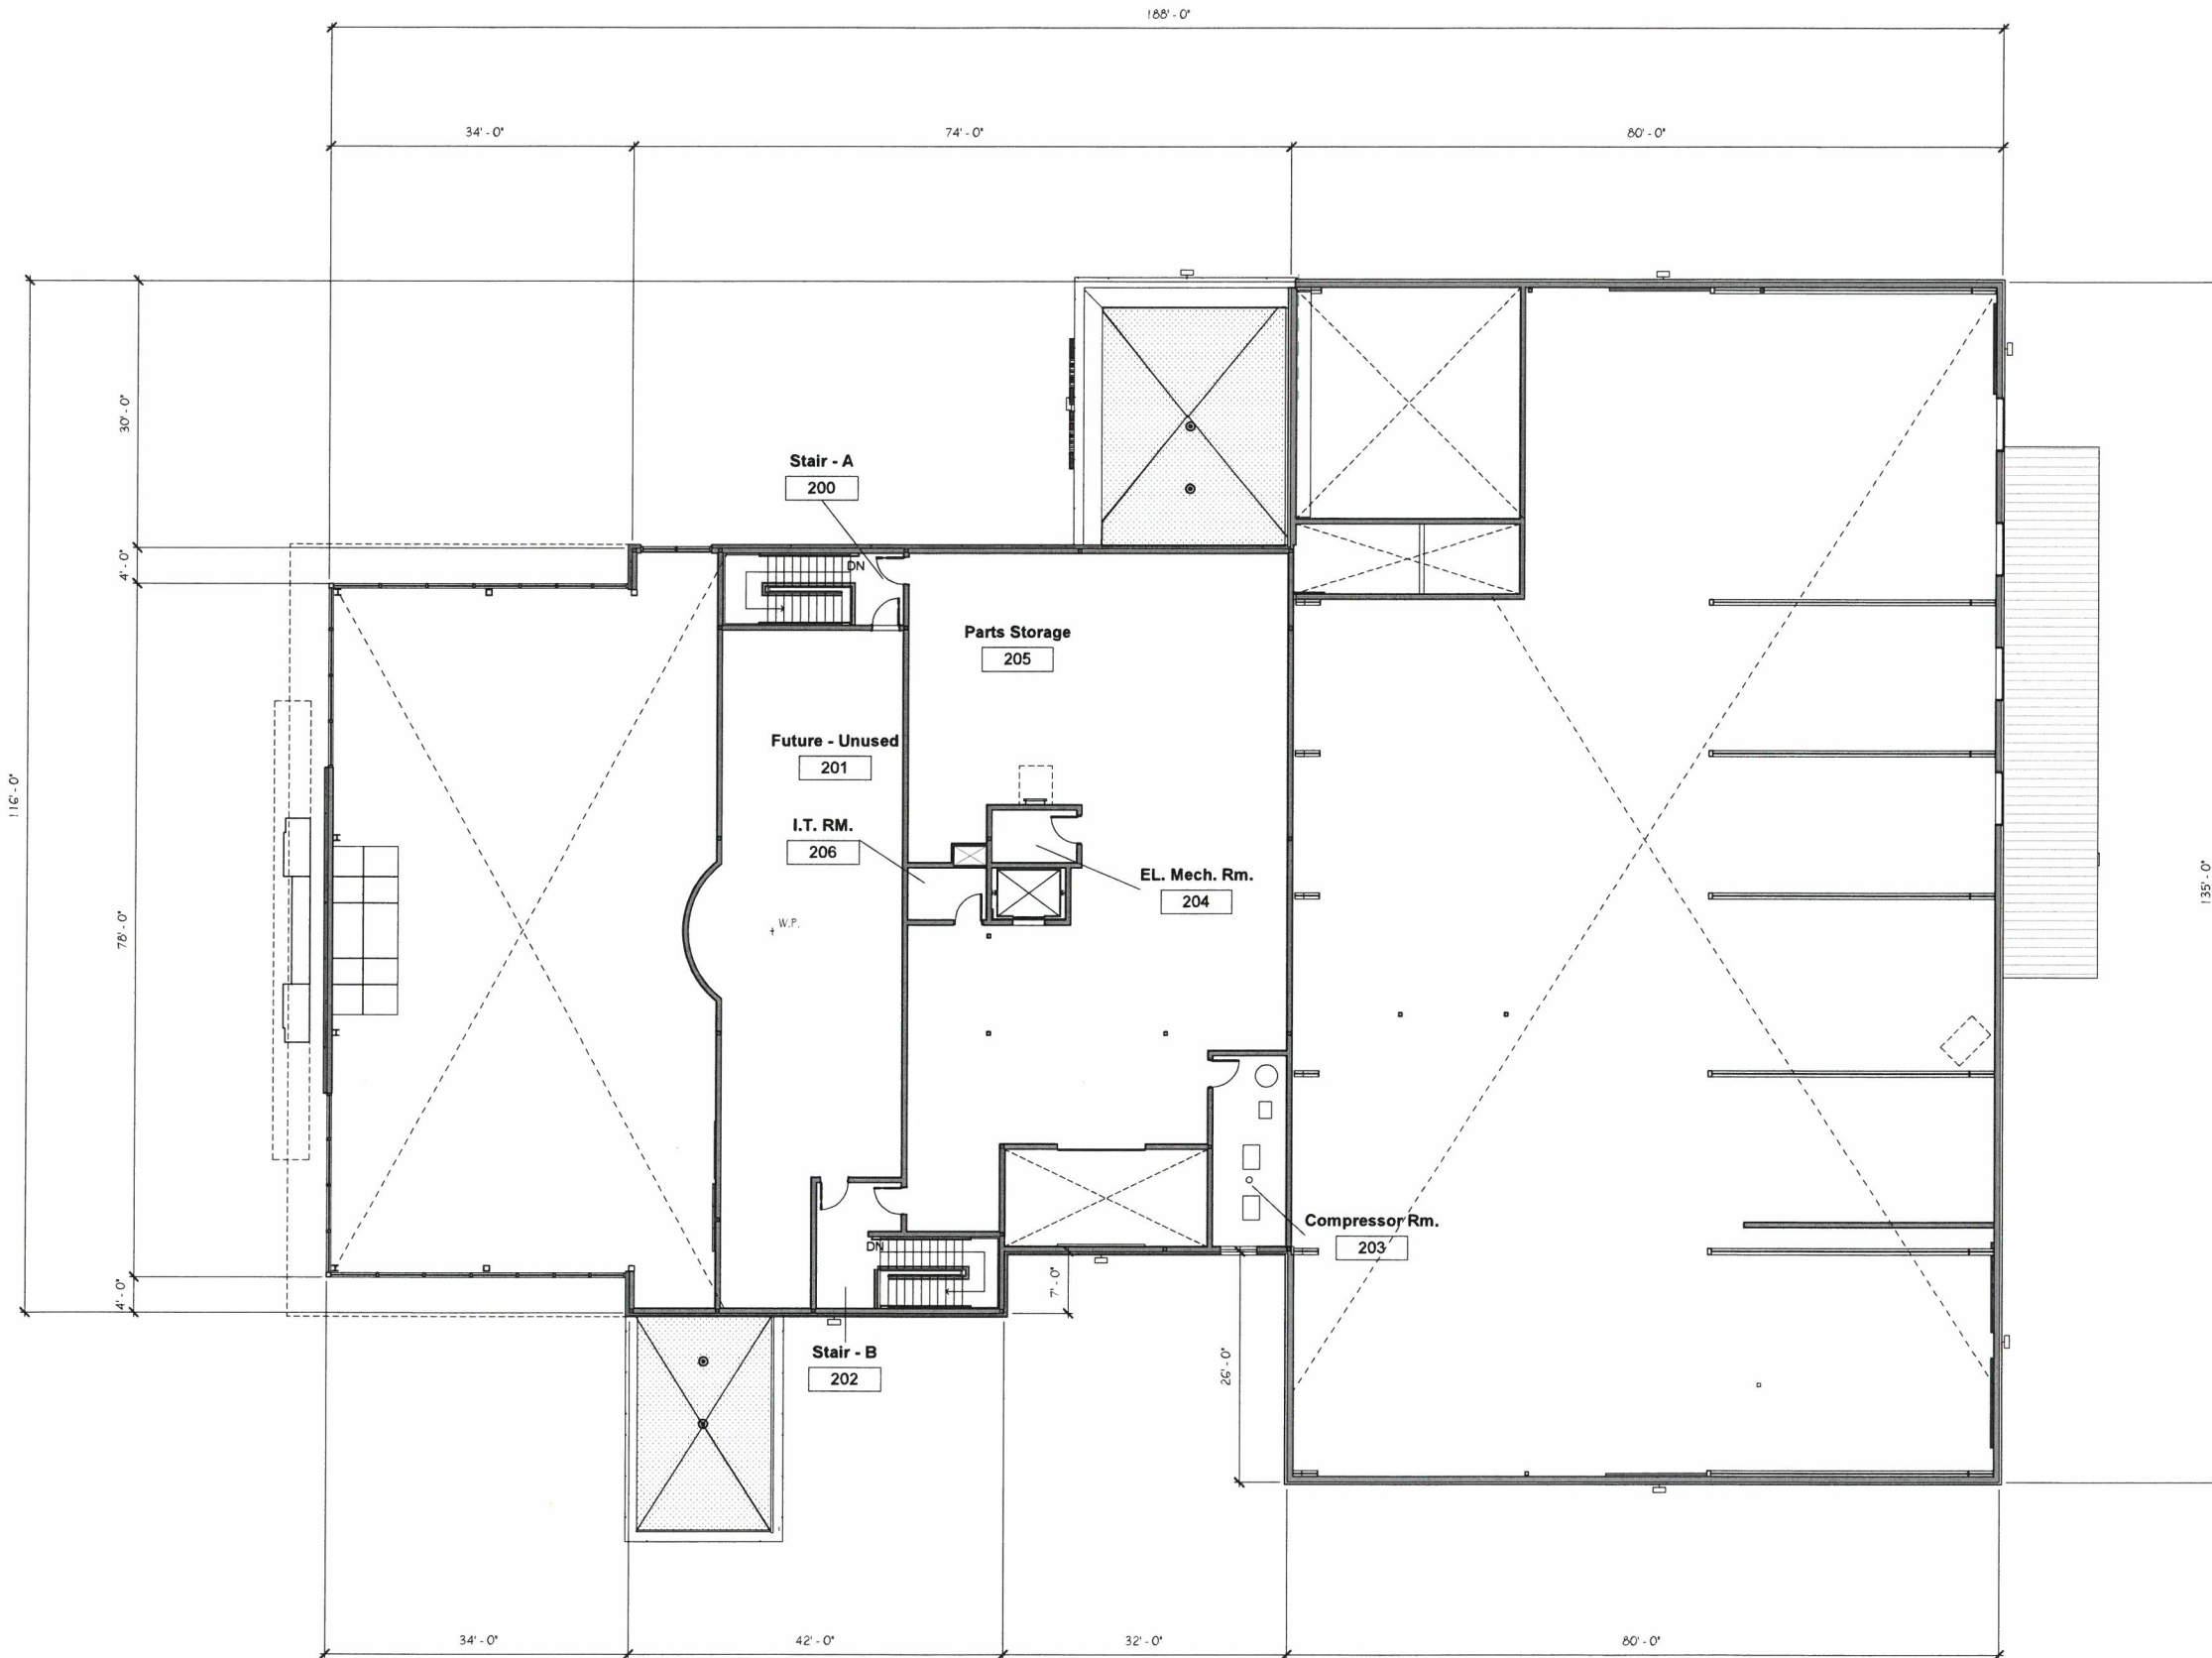 188' - 0"
34' - 0"
74' - 0"
80' - 0"
30' - 0"
4' - 0"
116' - 0"
78' - 0"
4' - 0"
135' - 0"
Stair - A
200
DN
Parts Storage
205
Future - Unused
201
I.T. RM.
206
EL. Mech. Rm.
204
W.P.
Compressor Rm.
203
DN
7' - 0"
26' - 0"
Stair - B
202
34' - 0"
42' - 0"
32' - 0"
80' - 0"